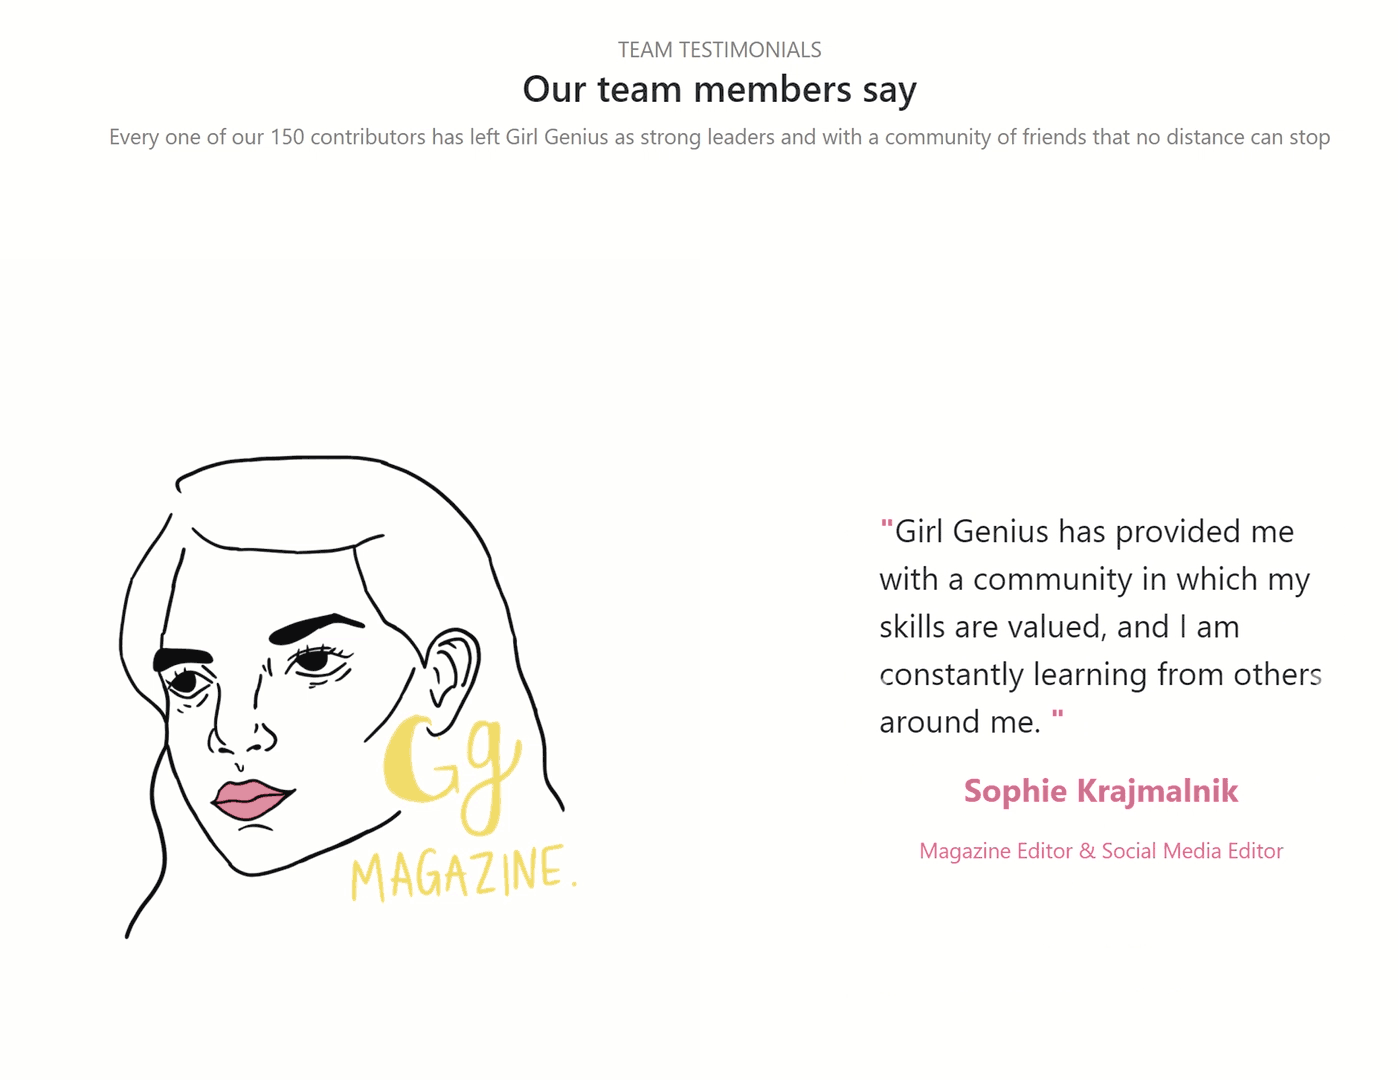 TEAM TESTIMONIALS
Our team members say
Every one of our 150 contributors has left Girl Genius as strong leaders and with a community of friends that no distance can stop
"Girl Genius has provided me
with a community in which my
skills are valued, and I am
constantly learning from others
around me. "
Sophie Krajmalnik
Magazine Editor & Social Media Editor
Gg
MAGAZINE.